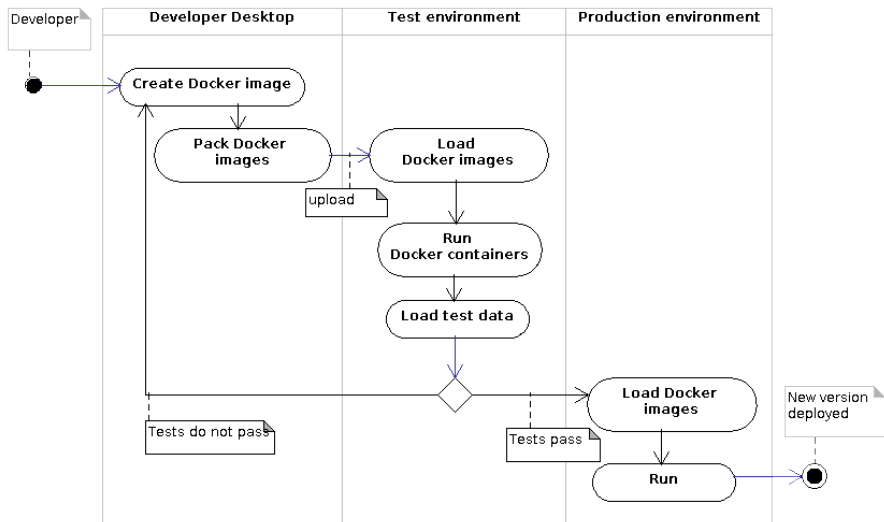 Developer
Developer Desktop
Test environment
Production environment
Create Docker image
Pack Docker
images
Load
Docker images
upload
Run
Docker containers
Load test data
Tests do not pass
Tests pass
Load Docker
images
New version
deployed
Run